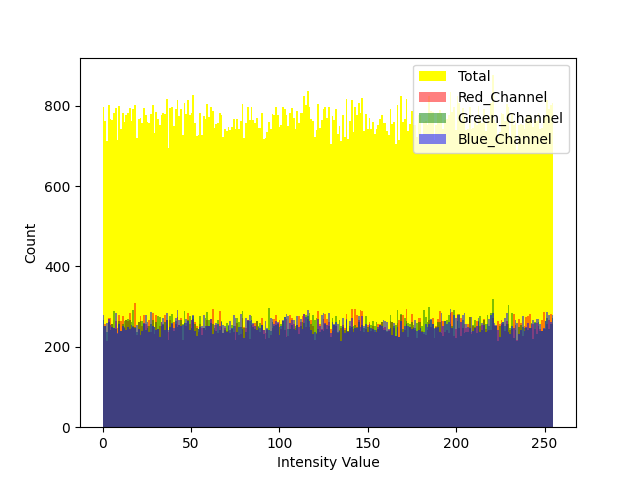 Total
Red_Channel
Green_Channel
Blue_Channel
800
600
400
200
0
Count
0 50 100 150 200 250
Intensity Value